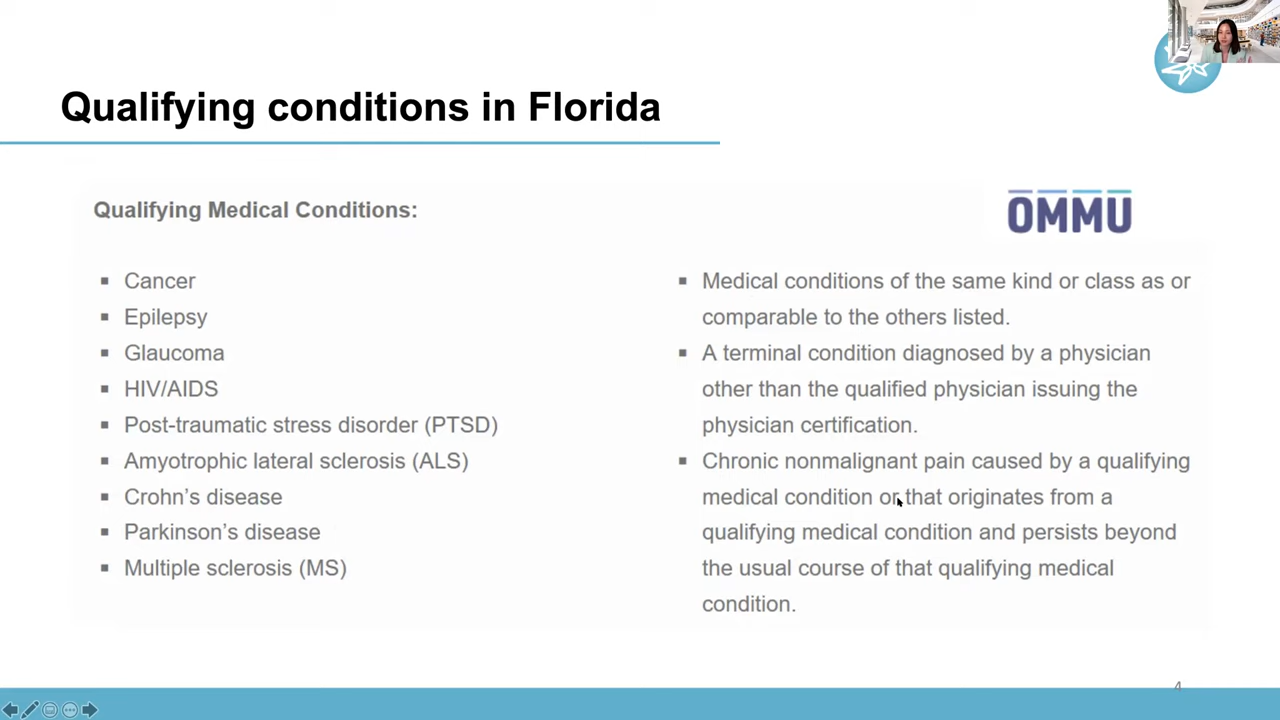 Qualifying conditions in Florida
Qualifying Medical Conditions:
OMMU
▪ Cancer
▪ Epilepsy
▪ Glaucoma
▪ HIV/AIDS
▪ Post-traumatic stress disorder (PTSD)
▪ Amyotrophic lateral sclerosis (ALS)
▪ Crohn’s disease
▪ Parkinson’s disease
▪ Multiple sclerosis (MS)
▪ Medical conditions of the same kind or class as or
comparable to the others listed.
▪ A terminal condition diagnosed by a physician
other than the qualified physician issuing the
physician certification.
▪ Chronic nonmalignant pain caused by a qualifying
medical condition or that originates from a
qualifying medical condition and persists beyond
the usual course of that qualifying medical
condition.
4